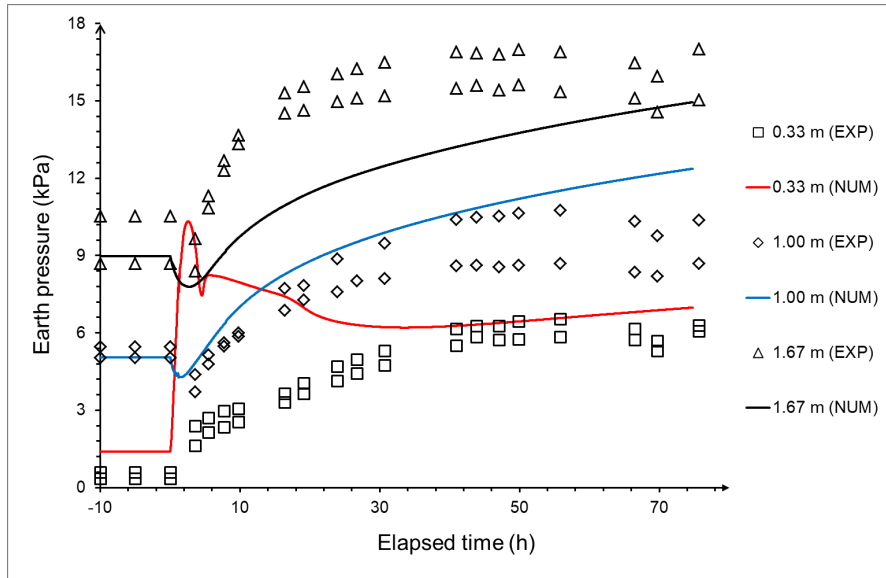 18
15
12
9
6
3
0
Earth pressure (kPa)
-10
10
30
50
70
Elapsed time (h)
0.33 m (EXP)
0.33 m (NUM)
1.00 m (EXP)
1.00 m (NUM)
1.67 m (EXP)
1.67 m (NUM)